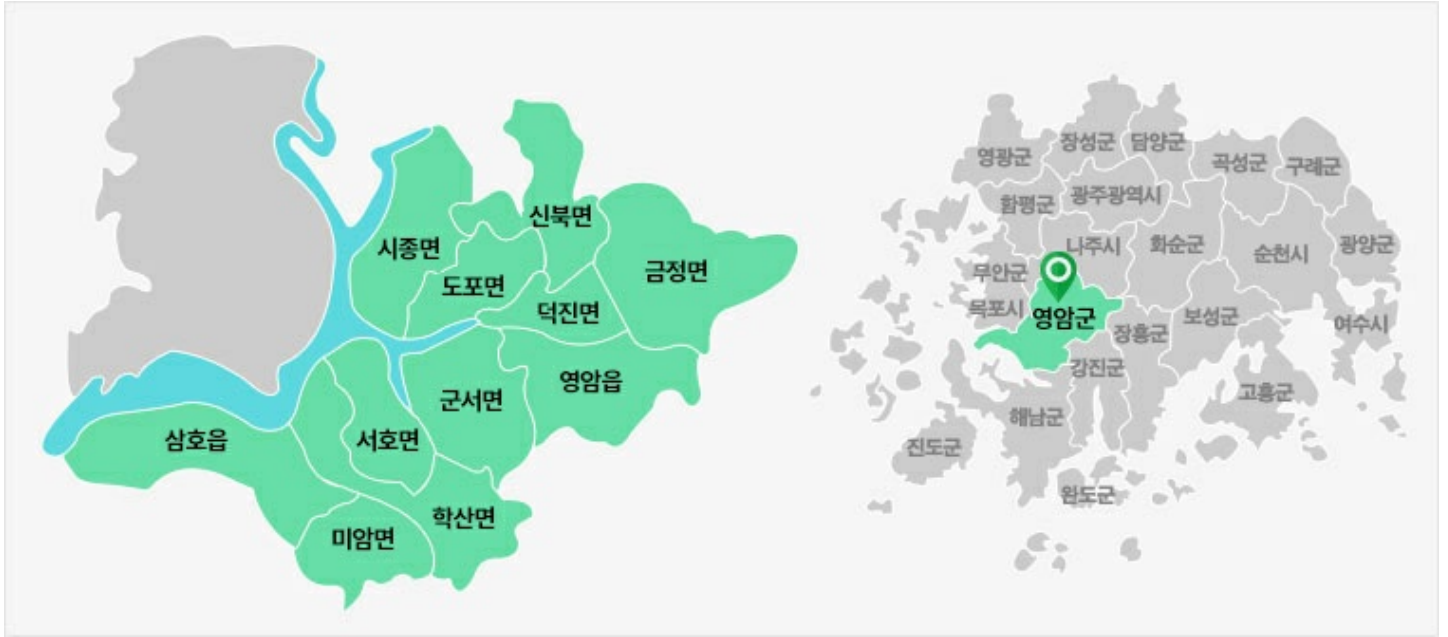 신북면
시종면
금정면
도포면
덕진면
영암읍
군서면
삼호읍
서호면
학산면
미암면
장성군
담양군
영광군
곡성군
구례군
광주광역시
함평군
나주시
화순군
광양군
순천시
무안군
목포시
영암군
보성군
여수시
장흥군
강진군
고흥군
해남군
진도군
완도군